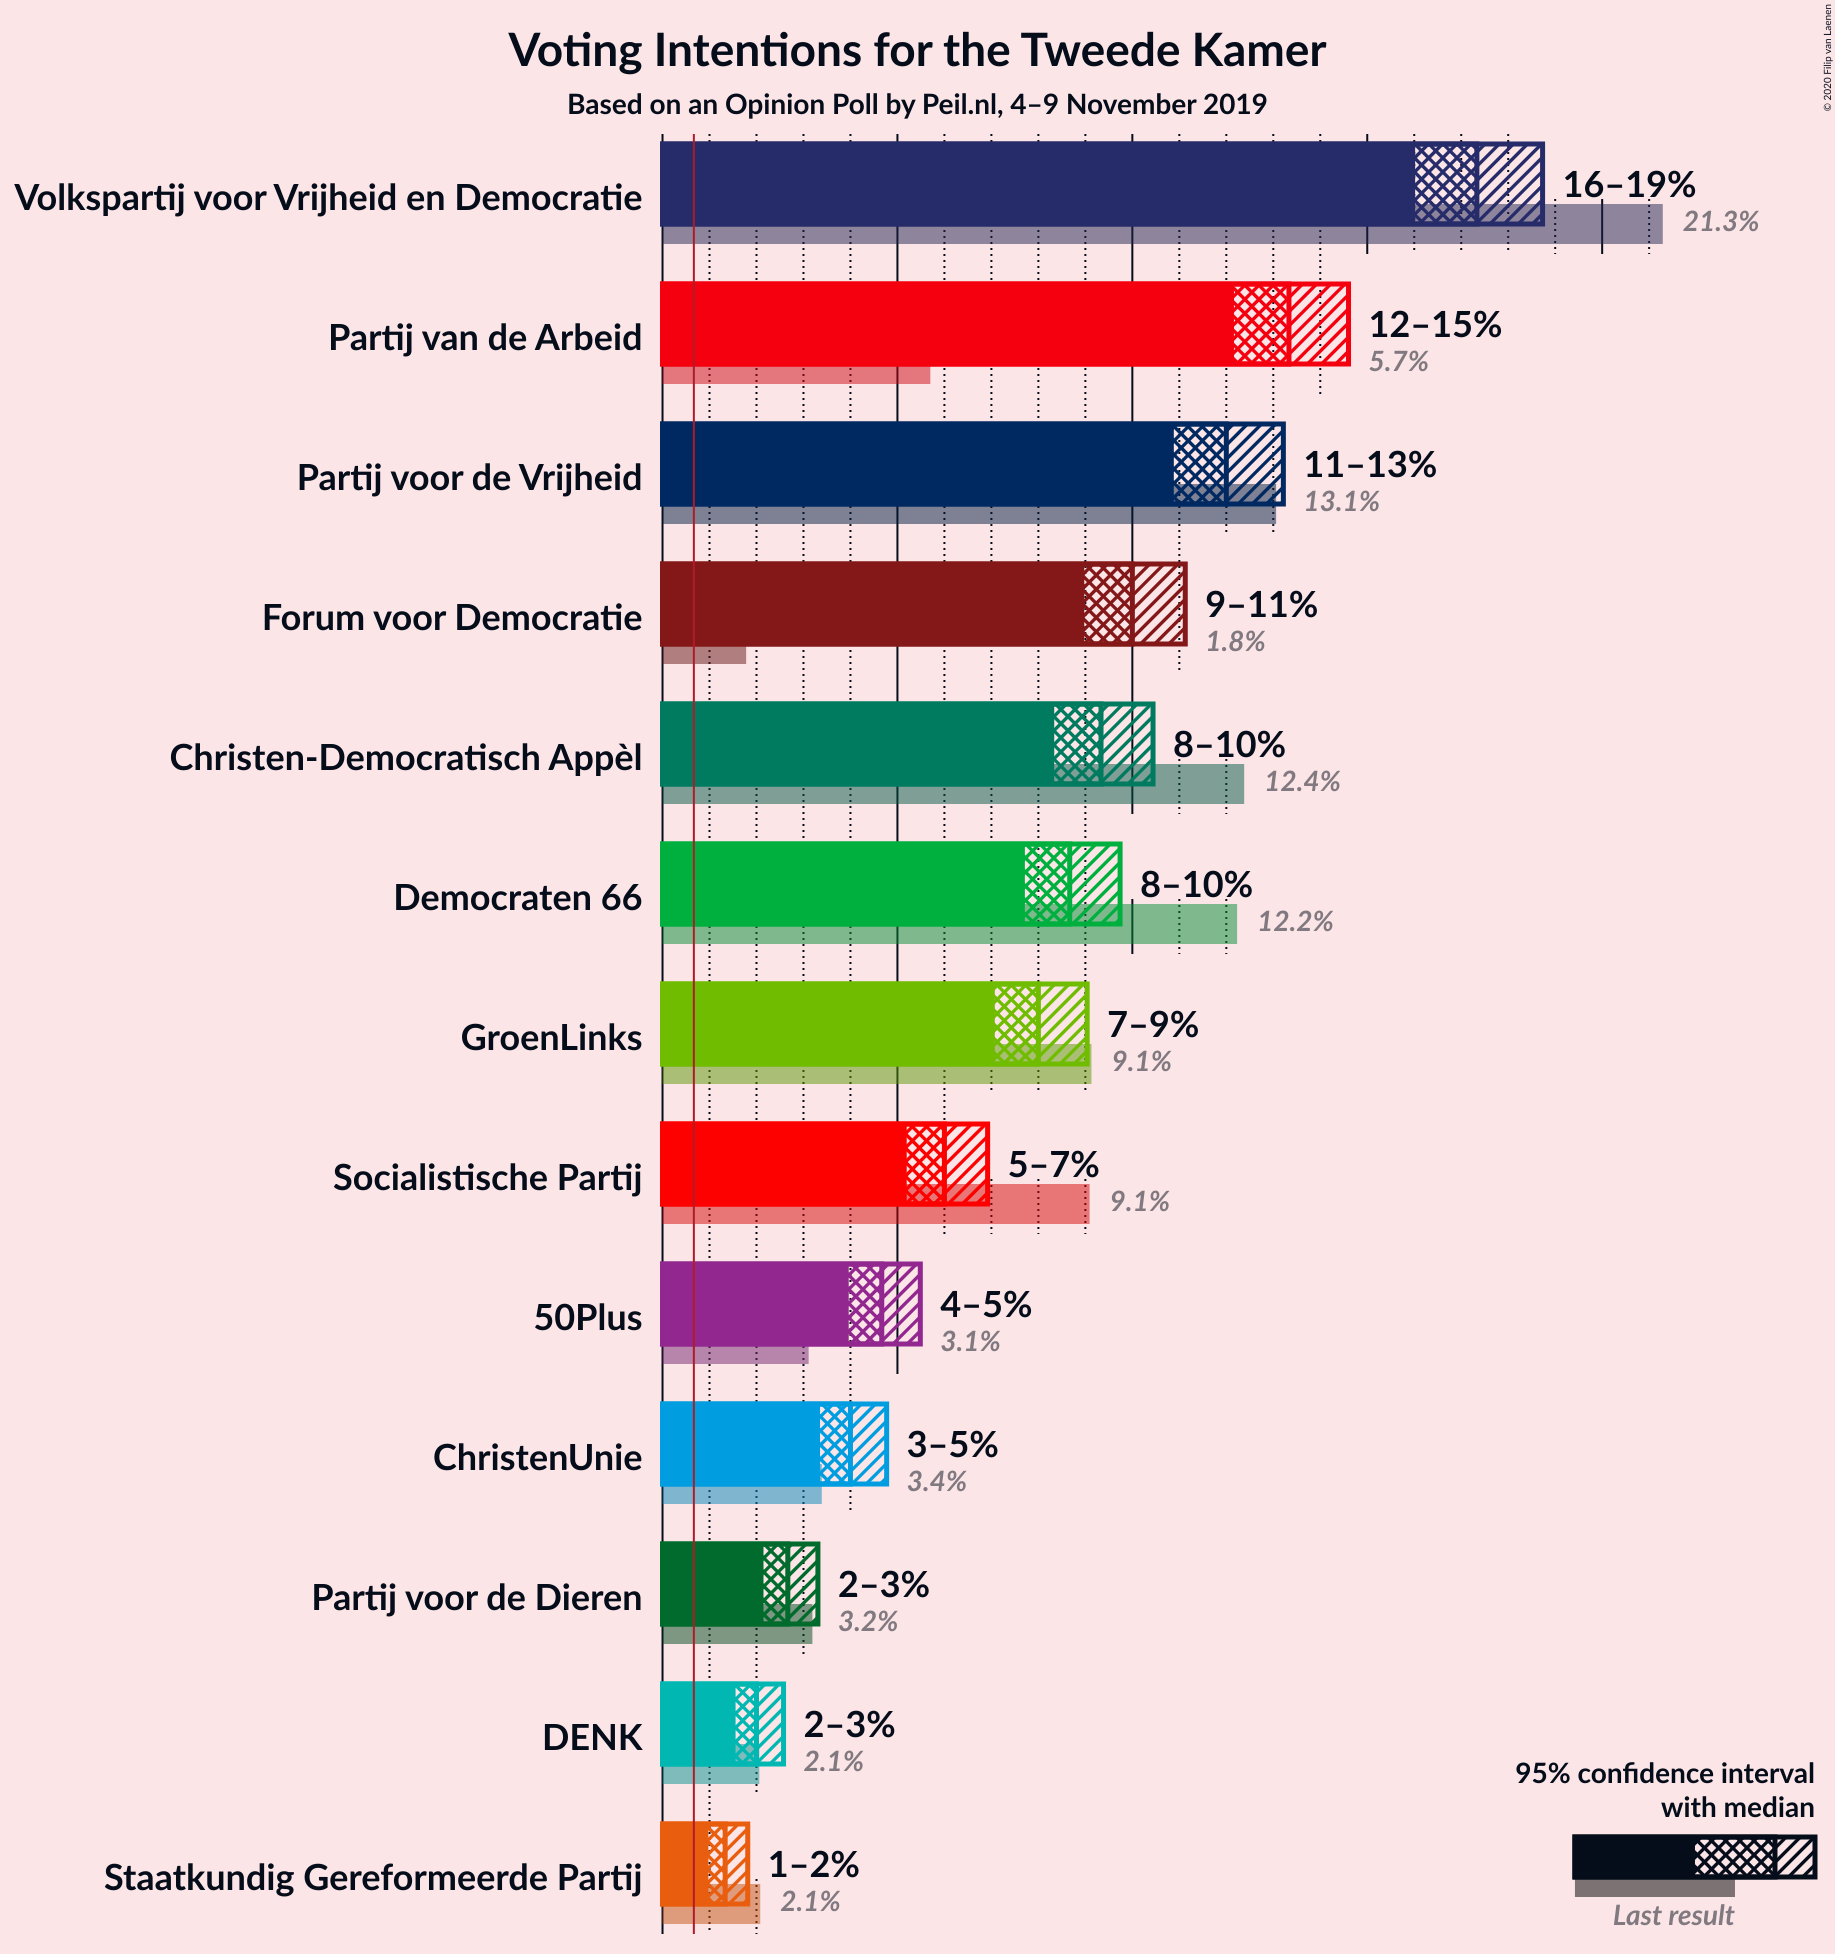 Voting Intentions for the Tweede Kamer
Based on an Opinion Poll by Peil.nl, 4–9 November 2019
© 2020 Filip van Laenen
Volkspartij voor Vrijheid en Democratie
16–19%
21.3%
Partij van de Arbeid
12–15%
5.7%
Partij voor de Vrijheid
11–13%
13.1%
Forum voor Democratie
9–11%
1.8%
Christen-Democratisch Appèl
8–10%
12.4%
Democraten 66
8–10%
12.2%
GroenLinks
7–9%
9.1%
Socialistische Partij
5–7%
9.1%
50Plus
4–5%
3.1%
ChristenUnie
3–5%
3.4%
Partij voor de Dieren
2–3%
3.2%
DENK
2–3%
2.1%
Staatkundig Gereformeerde Partij
1–2%
2.1%
95% confidence interval
with median
Last result